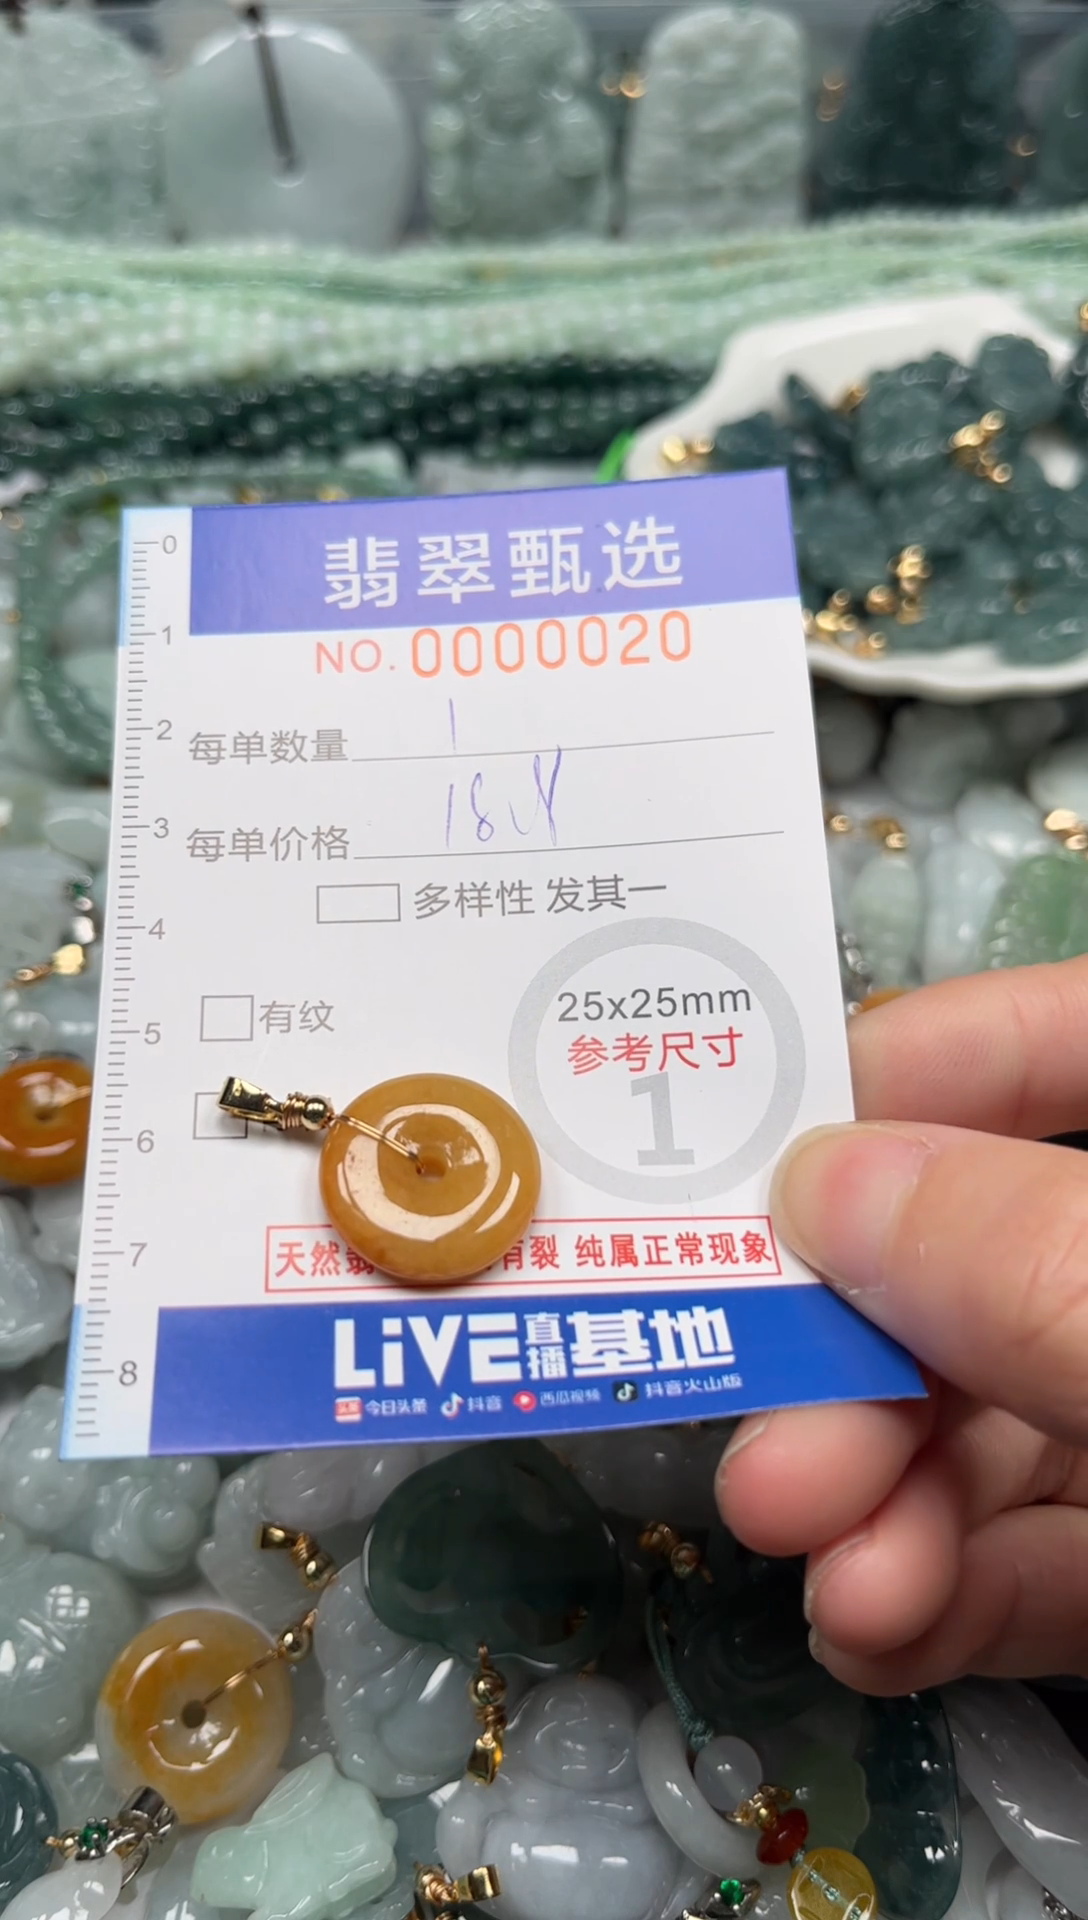 翡翠甄选
NO. 0000020
每单数量 1
每单价格 18
多样性 发其一
有纹
25x25mm
参考尺寸
1
天然 有裂 纯属正常现象
LiVE直播基地
头条 今日头条 抖音 西瓜视频 抖音火山版
0
1
2
3
4
5
6
7
8